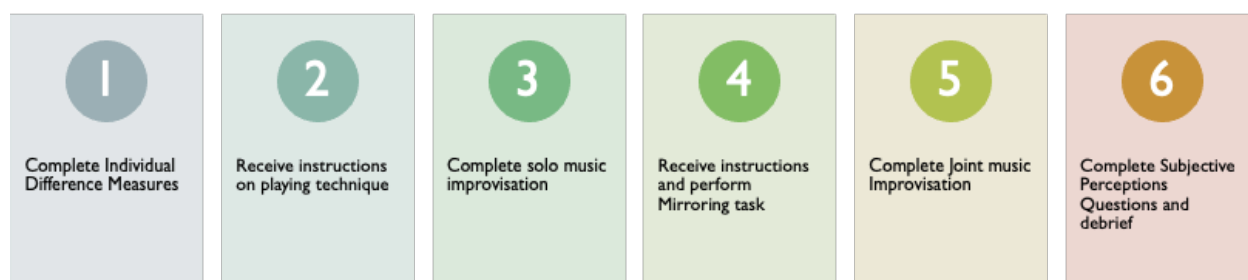 1
Complete Individual
Difference Measures
2
Receive instructions
on playing technique
3
Complete solo music
improvisation
4
Receive instructions
and perform
Mirroring task
5
Complete Joint music
Improvisation
6
Complete Subjective
Perceptions
Questions and
debrief